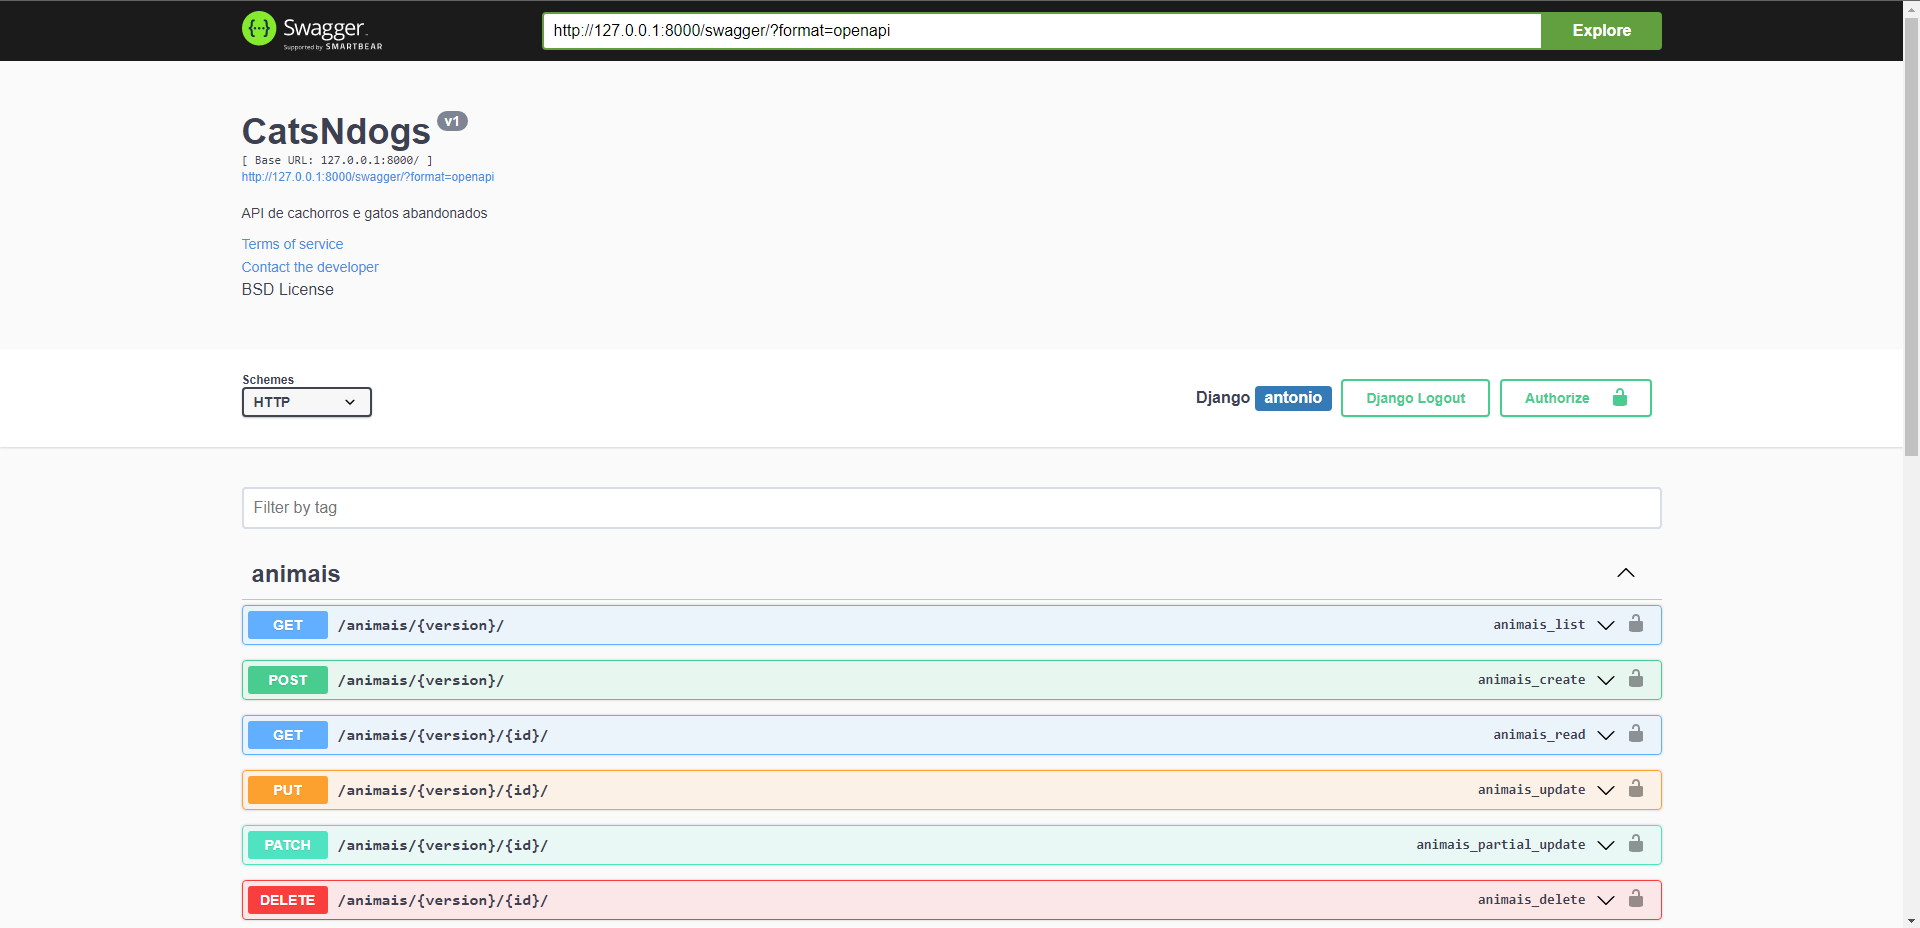 Swagger
Supported by SMARTBEAR
http://127.0.0.1:8000/swagger/?format=openapi
Explore
CatsNdogs v1
[ Base URL: 127.0.0.1:8000/ ]
http://127.0.0.1:8000/swagger/?format=openapi
API de cachorros e gatos abandonados
Terms of service
Contact the developer
BSD License
Schemes
HTTP
Django antonio
Django Logout
Authorize
Filter by tag
animais
GET /animais/{version}/ animais_list
POST /animais/{version}/ animais_create
GET /animais/{version}/{id}/ animais_read
PUT /animais/{version}/{id}/ animais_update
PATCH /animais/{version}/{id}/ animais_partial_update
DELETE /animais/{version}/{id}/ animais_delete